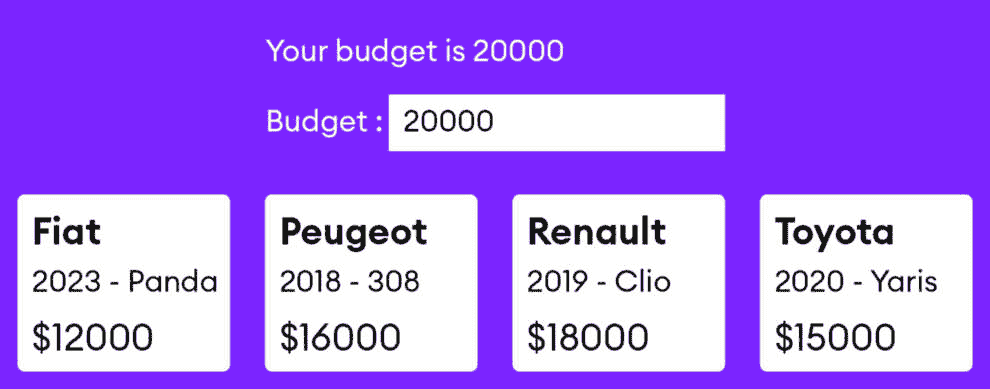 Your budget is 20000
Budget : 20000
Fiat
2023 - Panda
$12000
Peugeot
2018 - 308
$16000
Renault
2019 - Clio
$18000
Toyota
2020 - Yaris
$15000